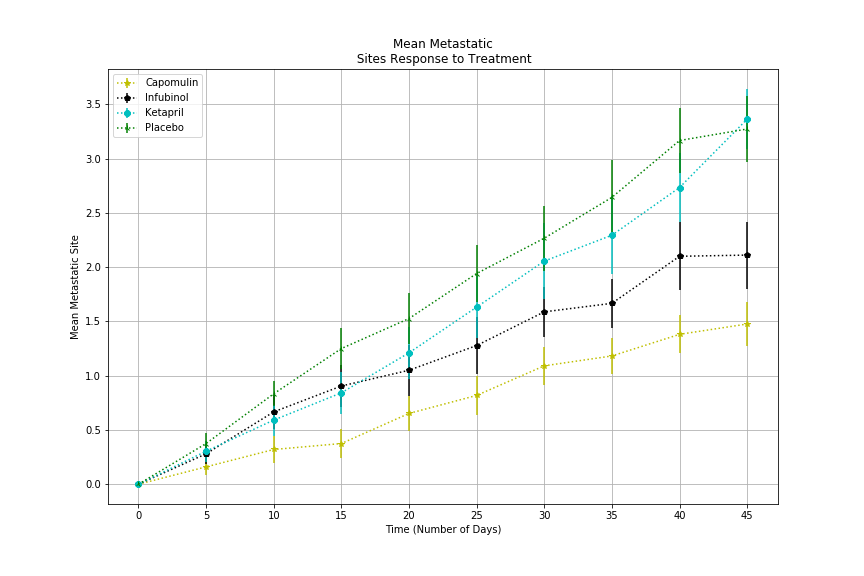 Mean Metastatic
Sites Response to Treatment
Capomulin
Infubinol
Ketapril
Placebo
Mean Metastatic Site
3.5
3.0
2.5
2.0
1.5
1.0
0.5
0.0
0 5 10 15 20 25 30 35 40 45
Time (Number of Days)